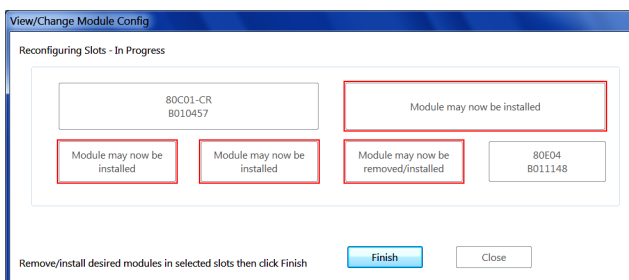 View/Change Module Config
Reconfiguring Slots - In Progress
80C01-CR
B010457
Module may now be installed
Module may now be
installed
Module may now be
installed
Module may now be
removed/installed
80E04
B011148
Remove/install desired modules in selected slots then click Finish
Finish
Close